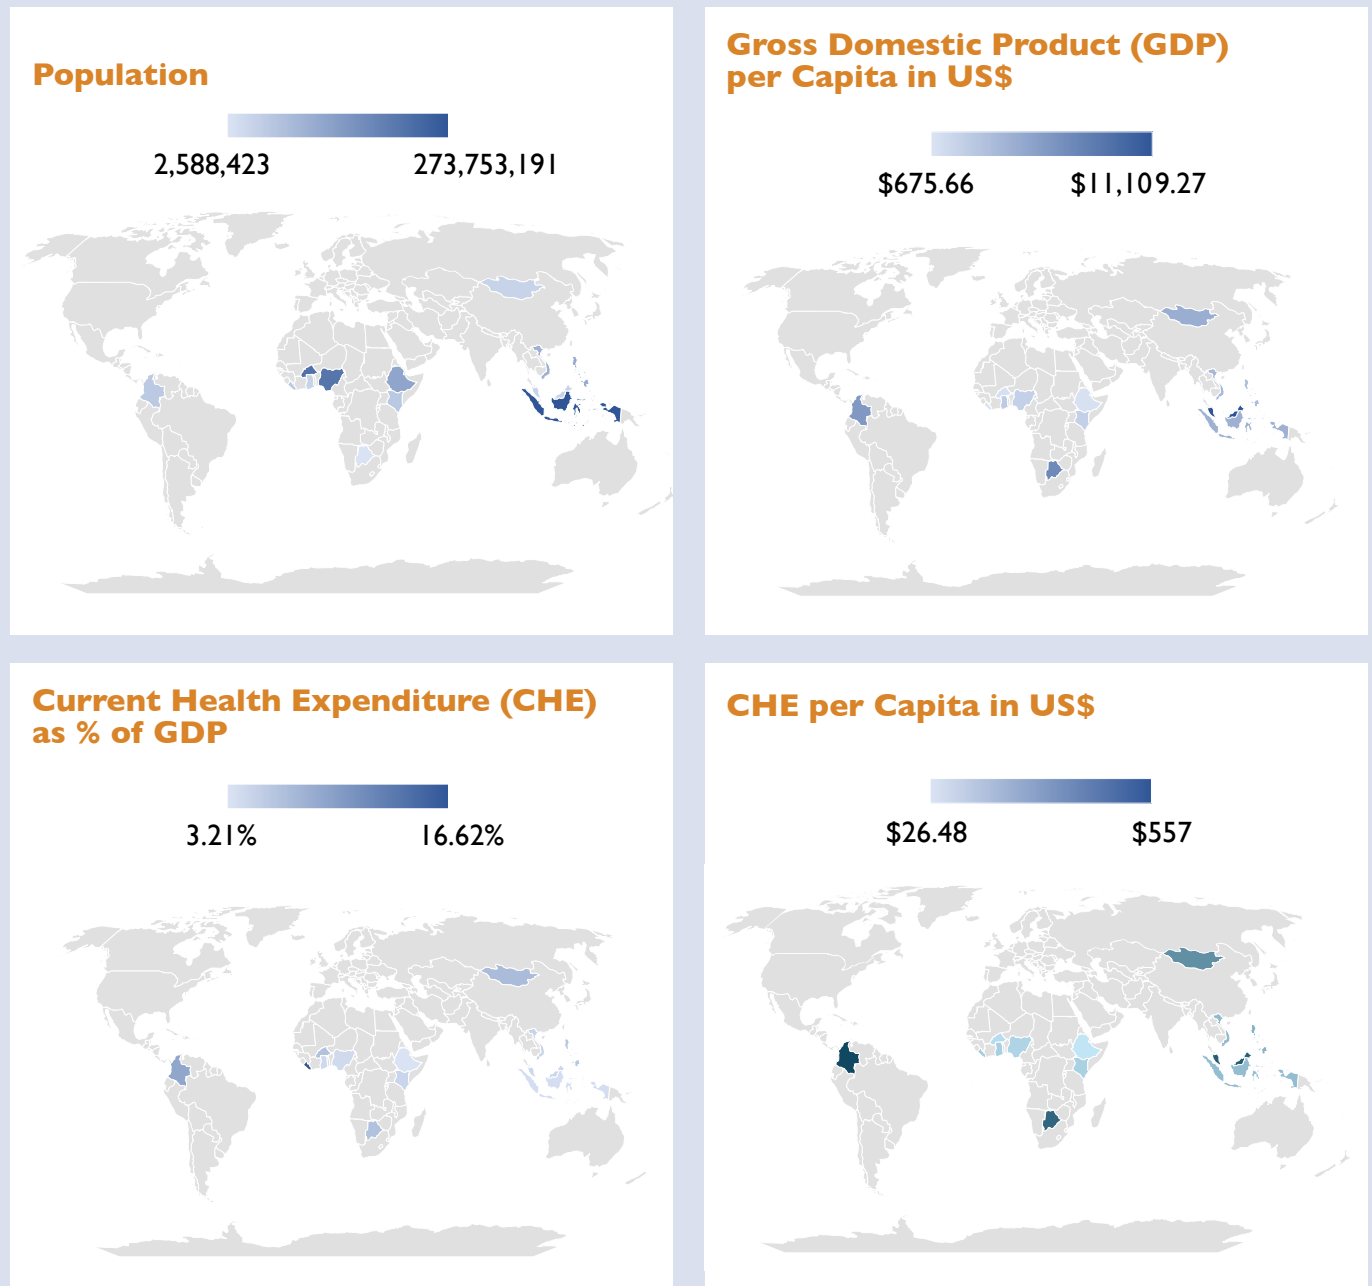 Population
2,588,423
273,753,191
Gross Domestic Product (GDP)
per Capita in US$
$675.66
$11,109.27
Current Health Expenditure (CHE)
as % of GDP
3.21%
16.62%
CHE per Capita in US$
$26.48
$557